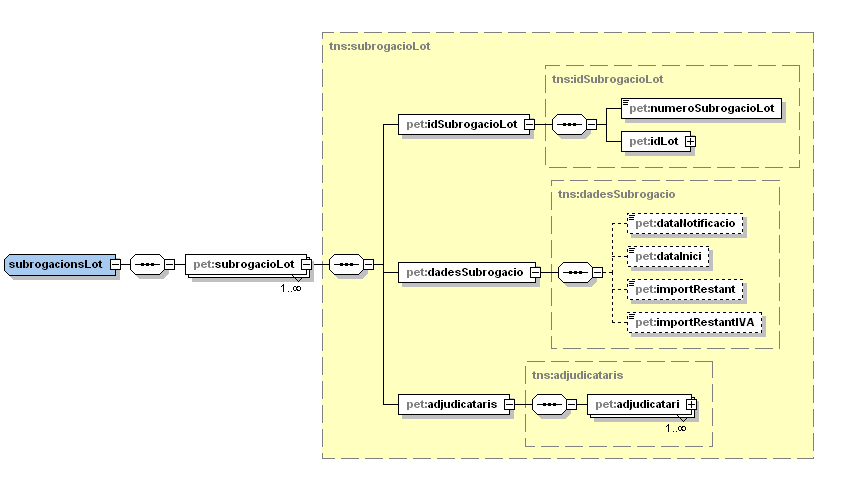 tns:subrogacioLot
tns:idSubrogacioLot
pet:numeroSubrogacioLot
pet:idSubrogacioLot
pet:idLot
tns:dadesSubrogacio
pet:dataNotificacio
pet:dataInici
subrogacionsLot
pet:subrogacioLot
1..∞
pet:dadesSubrogacio
pet:importRestant
pet:importRestantIVA
tns:adjudicataris
pet:adjudicataris
pet:adjudicatari
1..∞